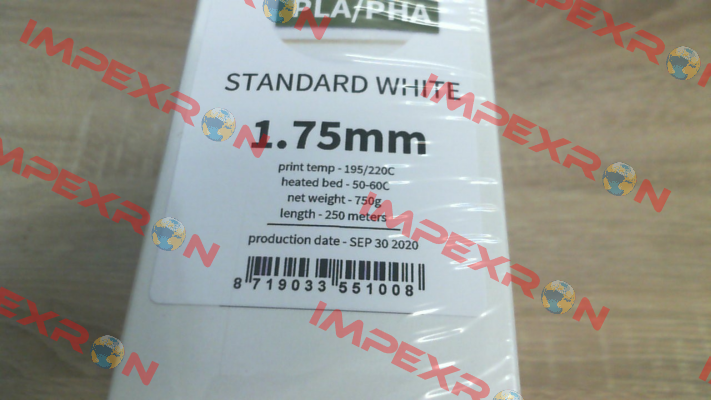 PLA/PHA
STANDARD WHITE
1.75mm
print temp - 195/220C
heated bed - 50-60C
net weight - 750g
length - 250 meters
production date - SEP 30 2020
8 719033 551008
IMPEXRON
IMPEXRON
IMPEXRON
IMPEXRON
IMPEXRON
IMPEXRON
IMPEXRON